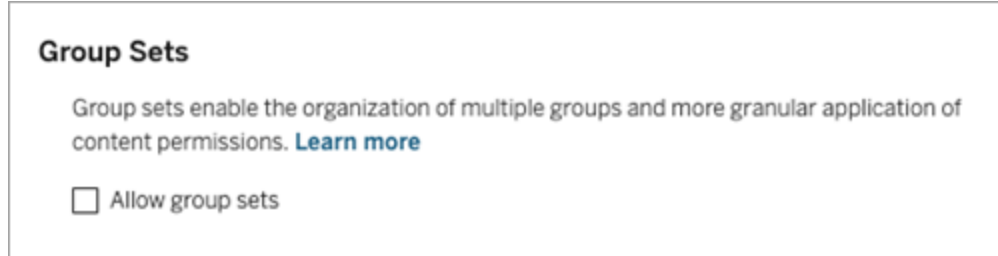 Group Sets
Group sets enable the organization of multiple groups and more granular application of
content permissions. Learn more
Allow group sets